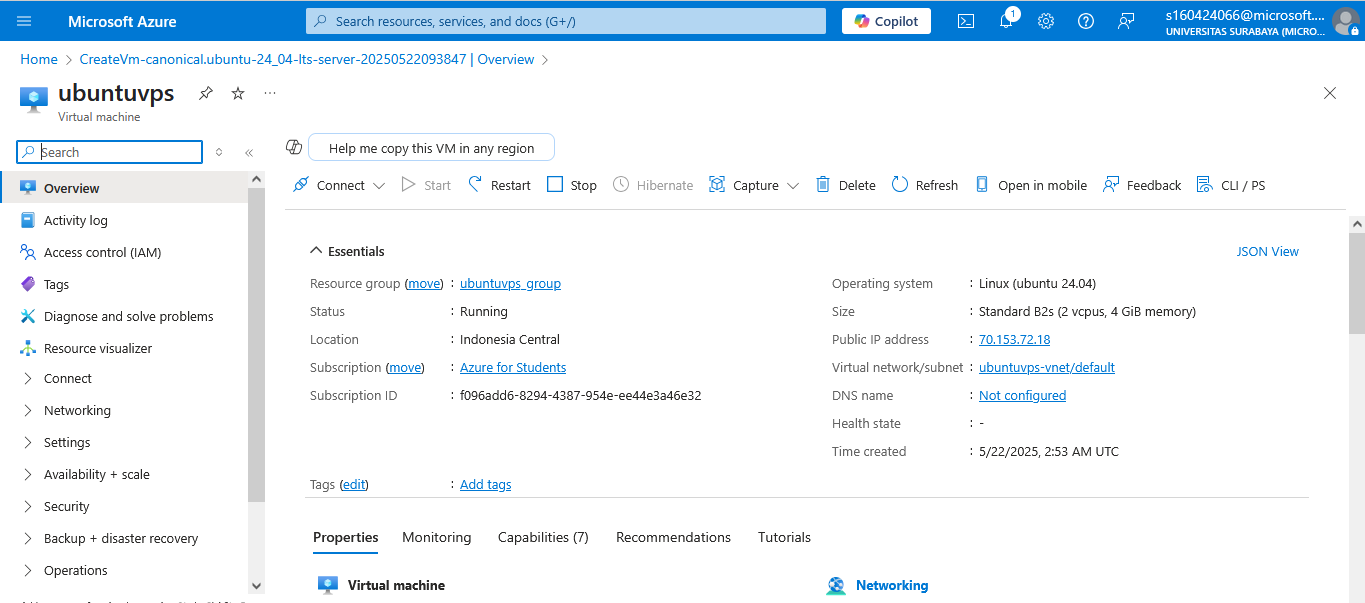 Microsoft Azure
Search resources, services, and docs (G+/)
Copilot
1
s160424066@microsoft....
UNIVERSITAS SURABAYA (MICRO...
Home > CreateVm-canonical.ubuntu-24_04-lts-server-20250522093847 | Overview >
ubuntuvps
Virtual machine
Search
Help me copy this VM in any region
Connect Start Restart Stop Hibernate Capture Delete Refresh Open in mobile Feedback CLI / PS
Overview
Activity log
Access control (IAM)
Tags
Diagnose and solve problems
Resource visualizer
Connect
Networking
Settings
Availability + scale
Security
Backup + disaster recovery
Operations
Essentials
JSON View
Resource group (move) : ubuntuvps_group
Status : Running
Location : Indonesia Central
Subscription (move) : Azure for Students
Subscription ID : f096add6-8294-4387-954e-ee44e3a46e32
Operating system : Linux (ubuntu 24.04)
Size : Standard B2s (2 vcpus, 4 GiB memory)
Public IP address : 70.153.72.18
Virtual network/subnet : ubuntuvps-vnet/default
DNS name : Not configured
Health state : -
Time created : 5/22/2025, 2:53 AM UTC
Tags (edit) : Add tags
Properties Monitoring Capabilities (7) Recommendations Tutorials
Virtual machine
Networking